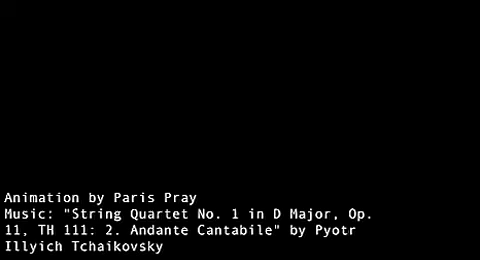 Animation by Paris Pray
Music: "String Quartet No. 1 in D Major, Op.
11, TH 111: 2. Andante Cantabile" by Pyotr
Illyich Tchaikovsky